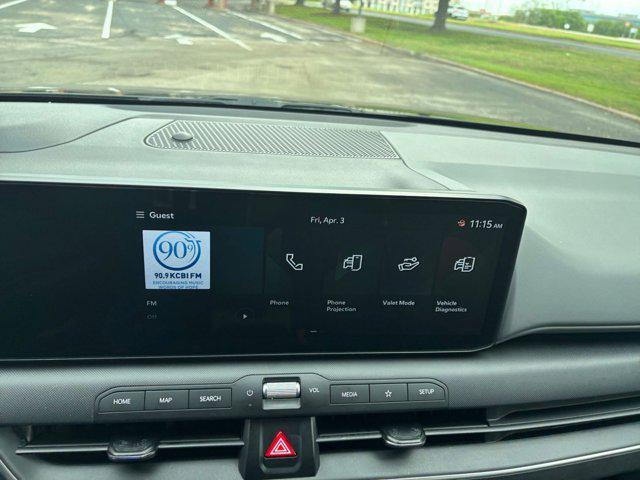 Guest
Fri, Apr. 3
11:15 AM
90.9
90.9 KCBI FM
ENCOURAGING MUSIC
WORDS OF HOPE
FM
Off
Phone
Phone
Projection
Valet Mode
Vehicle
Diagnostics
HOME
MAP
SEARCH
VOL
MEDIA
SETUP